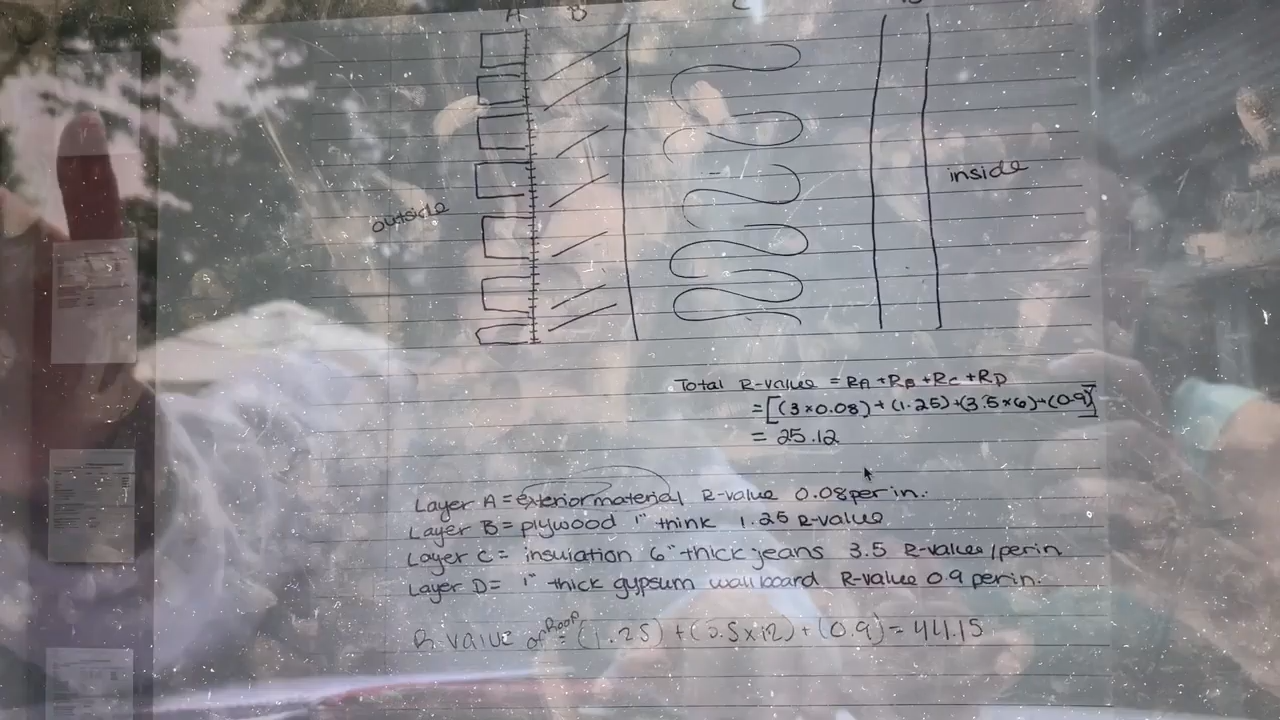 A B C
outside
inside
Total R-value = RA +RB +RC +RD
= [(3×0.08) + (1.25) + (3.5×6) + (0.9)]
= 25.12
Layer A = exterior material R-value 0.08 per in.
Layer B = plywood 1" think 1.25 R-value
Layer C = insulation 6" thick jeans 3.5 R-value/per in
Layer D = 1" thick gypsum wallboard R-value 0.9 per in.
R. value of Roof = (1.25) + (3.5×12) + (0.9) = 44.15